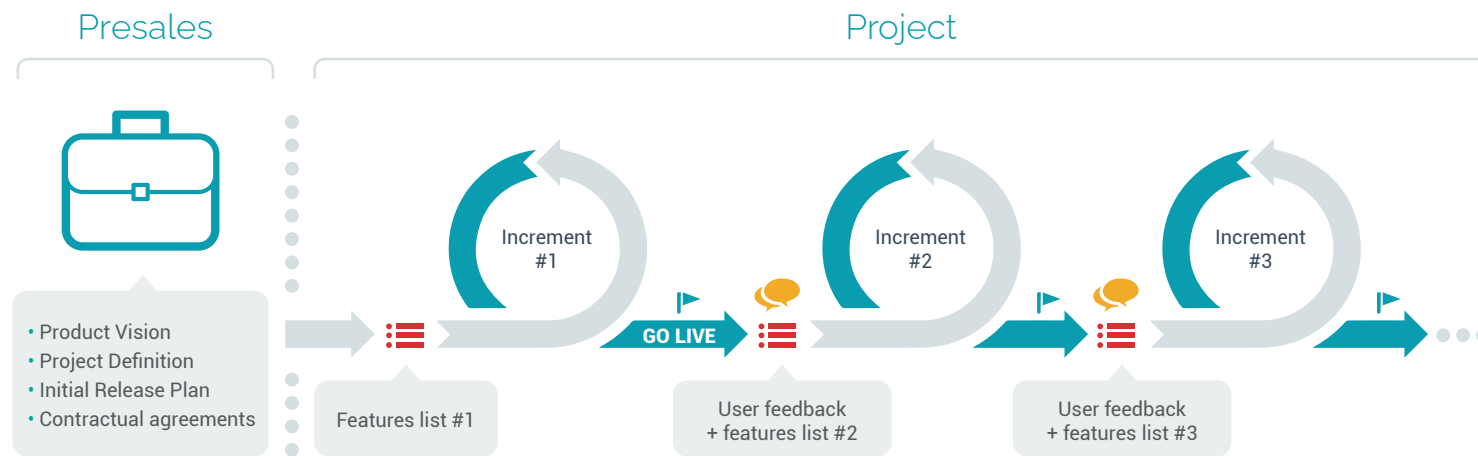 Presales
Project
Increment
#1
Increment
#2
Increment
#3
GO LIVE
• Product Vision
• Project Definition
• Initial Release Plan
• Contractual agreements
Features list #1
User feedback
+ features list #2
User feedback
+ features list #3